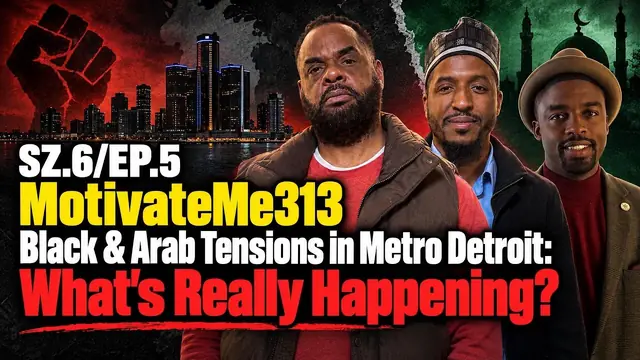 SZ.6/EP.5
MotivateMe313
Black & Arab Tensions in Metro Detroit:
What's Really Happening?